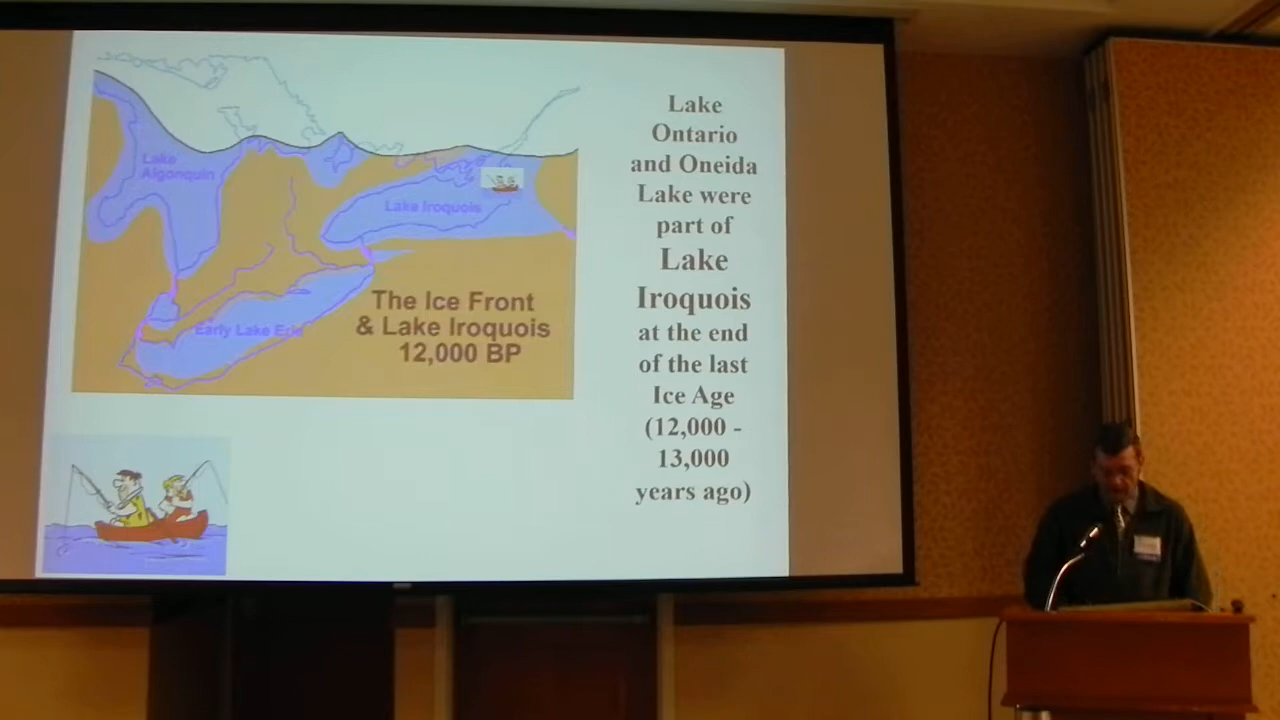 Lake
Algonquin
Lake Iroquois
Early Lake Erie
The Ice Front
& Lake Iroquois
12,000 BP
Lake
Ontario
and Oneida
Lake were
part of
Lake
Iroquois
at the end
of the last
Ice Age
(12,000 -
13,000
years ago)